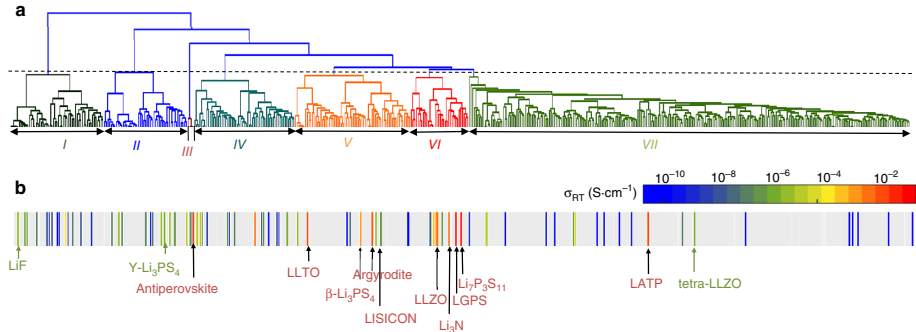 a
I II III IV V VI VII
b
σRT (S·cm⁻¹)
10⁻¹⁰ 10⁻⁸ 10⁻⁶ 10⁻⁴ 10⁻²
LiF
Y-Li₃PS₄
Antiperovskite
LLTO
β-Li₃PS₄
Argyrodite
LISICON
LLZO
Li₃N
LGPS
Li₇P₃S₁₁
LATP
tetra-LLZO